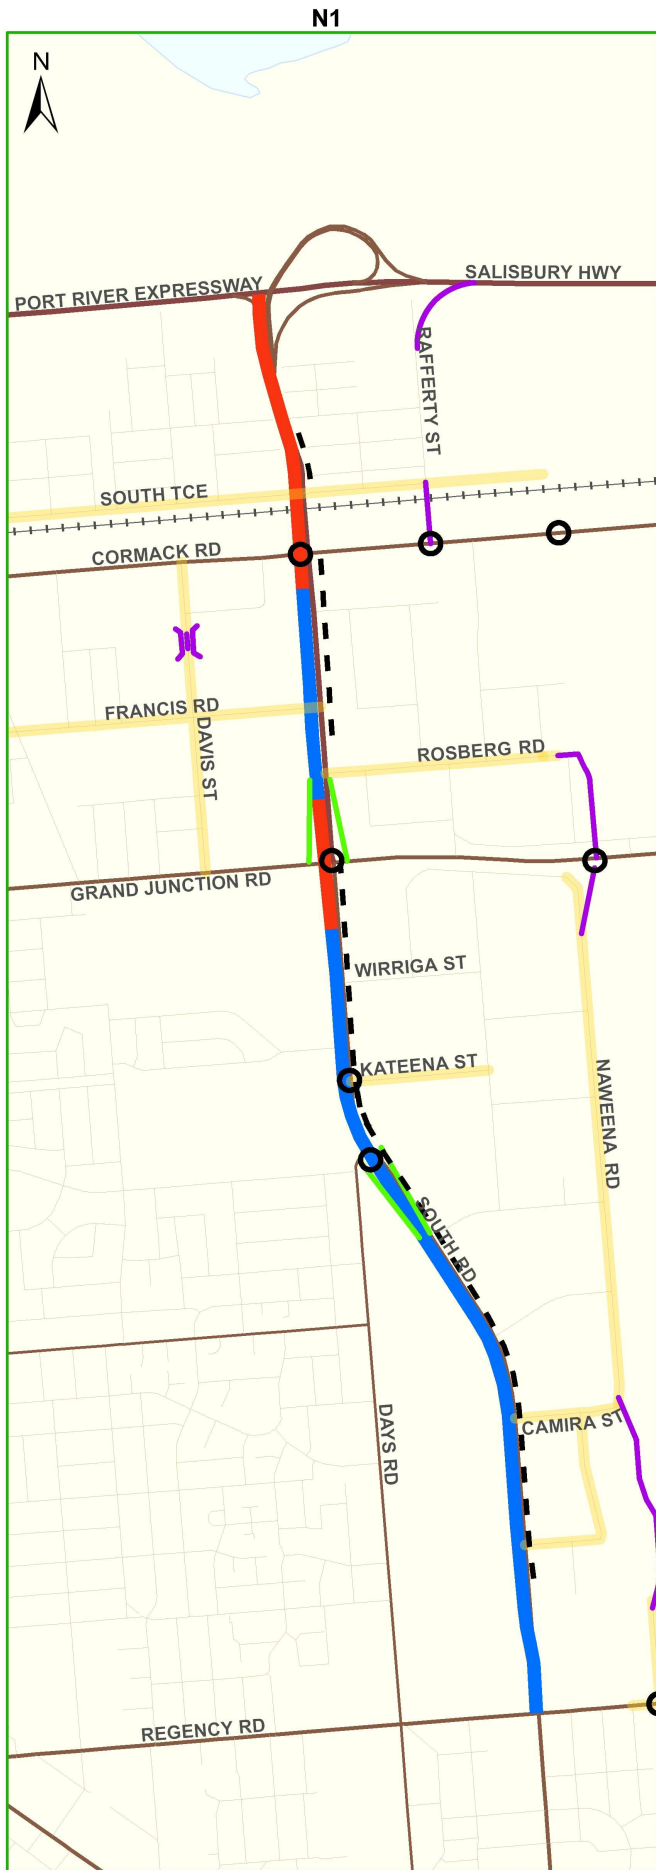 N1
N
PORT RIVER EXPRESSWAY
SALISBURY HWY
RAFFERTY ST
SOUTH TCE
CORMACK RD
FRANCIS RD
DAVIS ST
ROSBERG RD
GRAND JUNCTION RD
WIRRIGA ST
KATEENA ST
NAWEENA RD
SOUTH RD
CAMIRA ST
DAYS RD
REGENCY RD